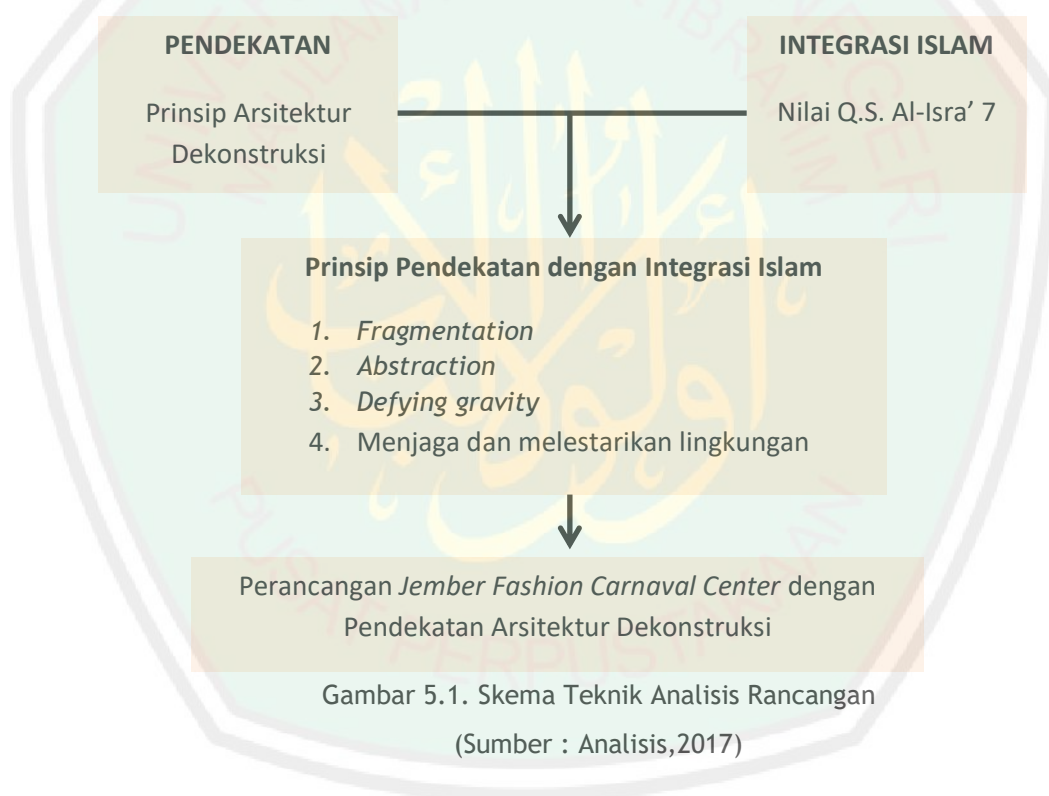 PENDEKATAN
Prinsip Arsitektur
Dekonstruksi
INTEGRASI ISLAM
Nilai Q.S. Al-Isra’ 7
Prinsip Pendekatan dengan Integrasi Islam
1. Fragmentation
2. Abstraction
3. Defying gravity
4. Menjaga dan melestarikan lingkungan
Perancangan Jember Fashion Carnaval Center dengan
Pendekatan Arsitektur Dekonstruksi
Gambar 5.1. Skema Teknik Analisis Rancangan
(Sumber : Analisis,2017)
PUSAT PERPUSTAKAAN